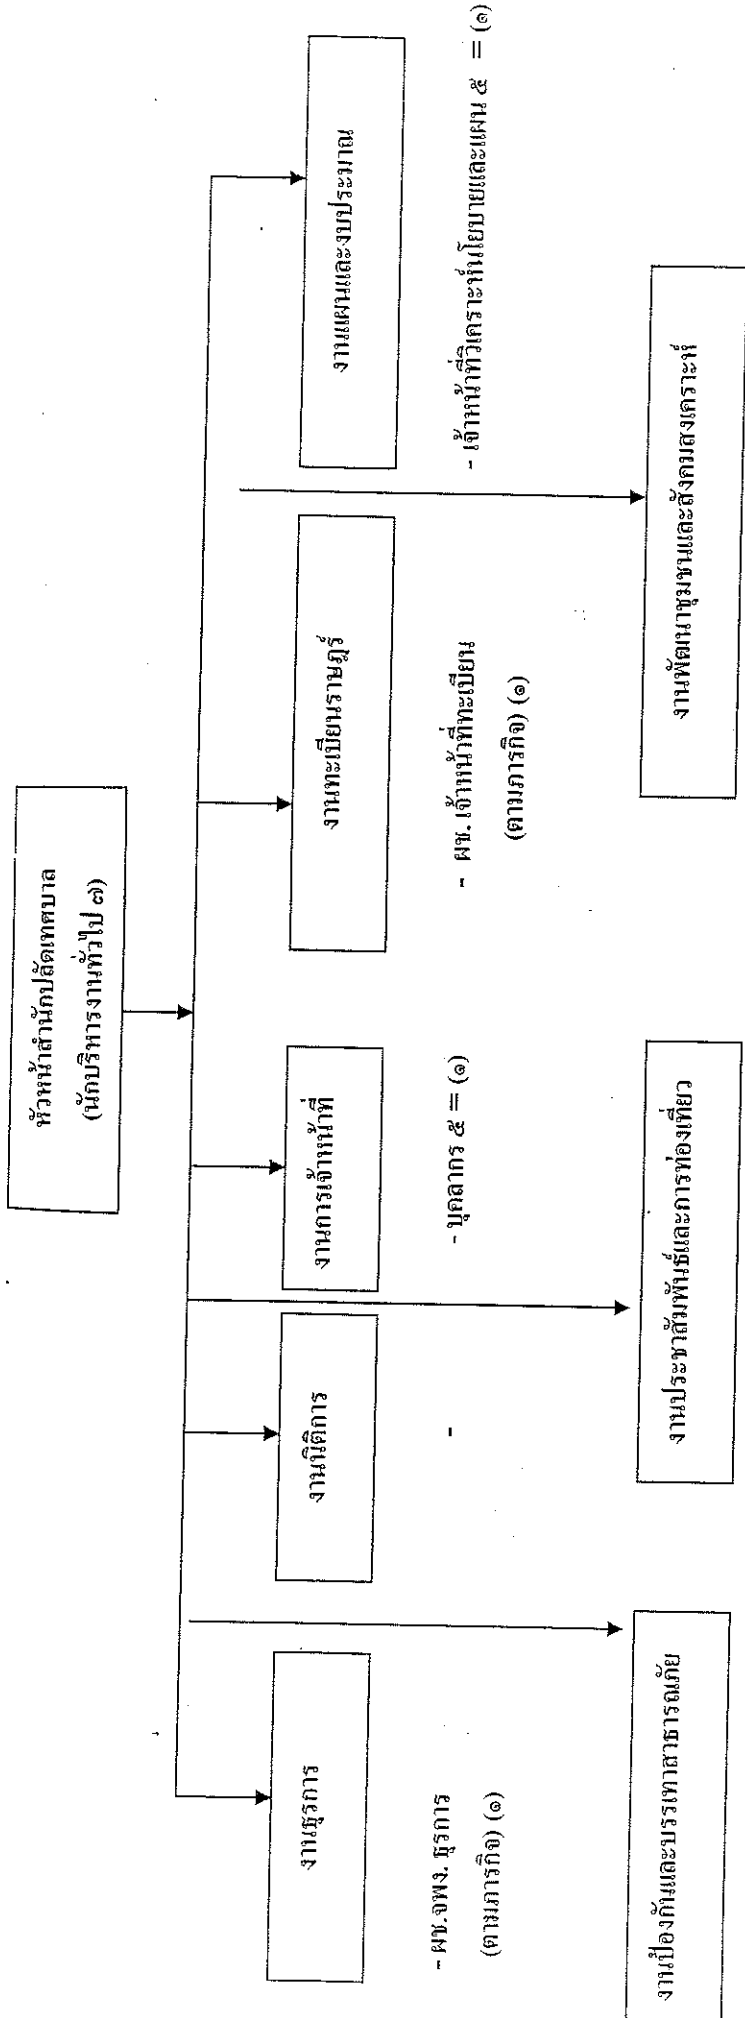 หัวหน้าสำนักปลัดเทศบาล
(นักบริหารงานทั่วไป ๗)
งานธุรการ
งานนิติการ
งานการเจ้าหน้าที่
งานทะเบียนราษฎร์
งานแผนและงบประมาณ
- ผช.จพง. ธุรการ
(ตามภารกิจ) (๑)
-
- บุคลากร ๕ = (๑)
- ผช. เจ้าหน้าที่ทะเบียน
(ตามภารกิจ) (๑)
- เจ้าหน้าที่วิเคราะห์นโยบายและแผน ๕ = (๑)
งานป้องกันและบรรเทาสาธารณภัย
งานประชาสัมพันธ์และการท่องเที่ยว
งานพัฒนาชุมชนและสังคมสงเคราะห์